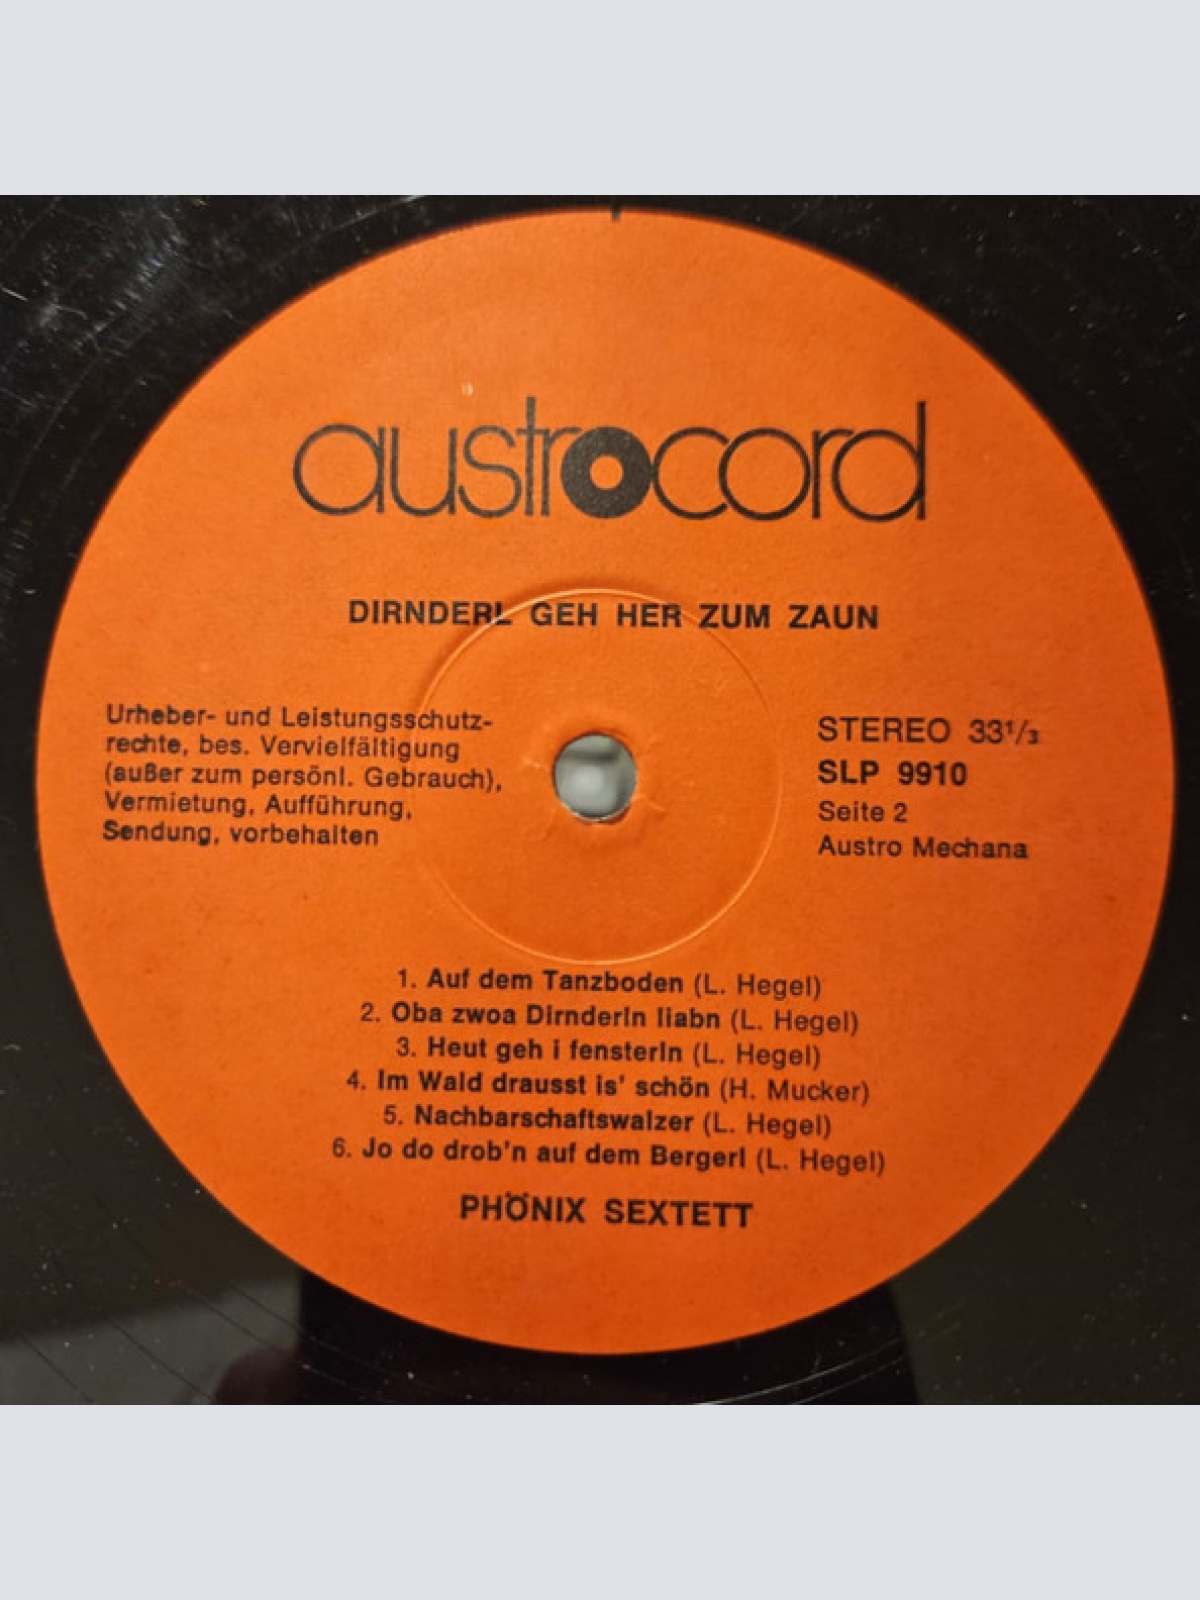 austrocord
DIRNDERL GEH HER ZUM ZAUN
Urheber- und Leistungsschutz-
rechte, bes. Vervielfältigung
(außer zum persönl. Gebrauch),
Vermietung, Aufführung,
Sendung, vorbehalten
STEREO 33¹/₃
SLP 9910
Seite 2
Austro Mechana
1. Auf dem Tanzboden (L. Hegel)
2. Oba zwoa Dirnderln liabn (L. Hegel)
3. Heut geh i fensterln (L. Hegel)
4. Im Wald drausst is' schön (H. Mucker)
5. Nachbarschaftswalzer (L. Hegel)
6. Jo do drob'n auf dem Bergerl (L. Hegel)
PHÖNIX SEXTETT